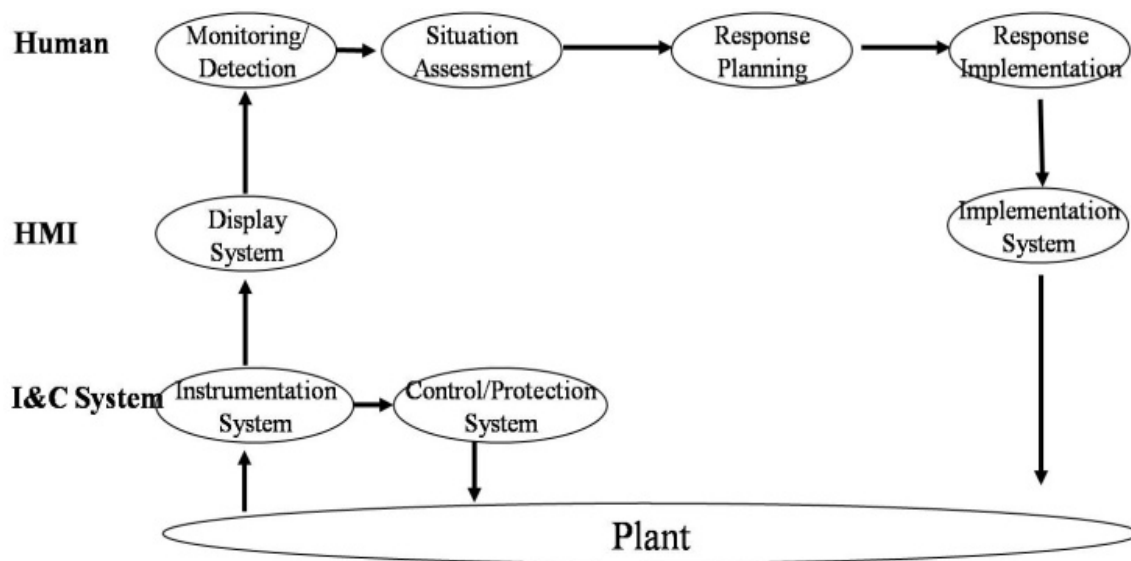 Human
Monitoring/
Detection
Situation
Assessment
Response
Planning
Response
Implementation
HMI
Display
System
Implementation
System
I&C System
Instrumentation
System
Control/Protection
System
Plant